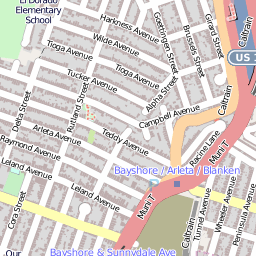 El Dorado
Elementary
School
Harkness Avenue
Wilde Avenue
Tioga Avenue
Tioga Avenue
Tucker Avenue
Goettingen Street
Brussels Street
Girard Street
Caltrain
US 1
Alpha Street
Campbell Avenue
Caltrain
Delta Street
Rutland Street
Teddy Avenue
Arleta Avenue
Raymond Avenue
Leland Avenue
Leland Avenue
Racine Lane
Muni T
Bayshore / Arleta / Blanken
Cora Street
Muni T
Caltrain
Tunnel Avenue
Wheeler Avenue
Peninsula Avenue
Our
Bayshore & Sunnydale Ave